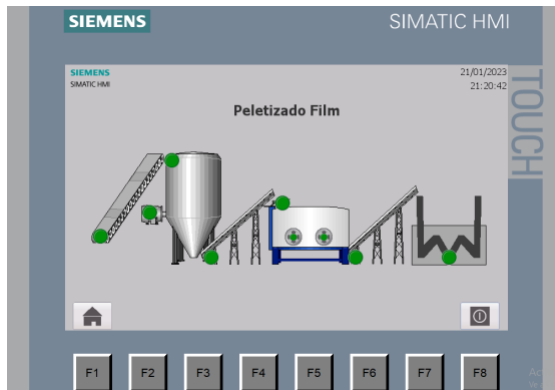 SIEMENS
SIMATIC HMI
SIEMENS
SIMATIC HMI
21/01/2023
21:20:42
TOUCH
Peletizado Film
F1 F2 F3 F4 F5 F6 F7 F8